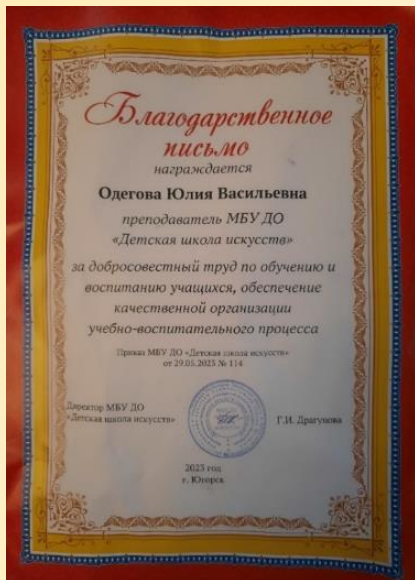 Благодарственное
письмо
награждается
Одегова Юлия Васильевна
преподаватель МБУ ДО
«Детская школа искусств»
за добросовестный труд по обучению и
воспитанию учащихся, обеспечение
качественной организации
учебно-воспитательного процесса
Приказ МБУ ДО «Детская школа искусств»
от 29.05.2023 № 114
Директор МБУ ДО
«Детская школа искусств»
Г.И. Драгунова
2023 год
г. Югорск